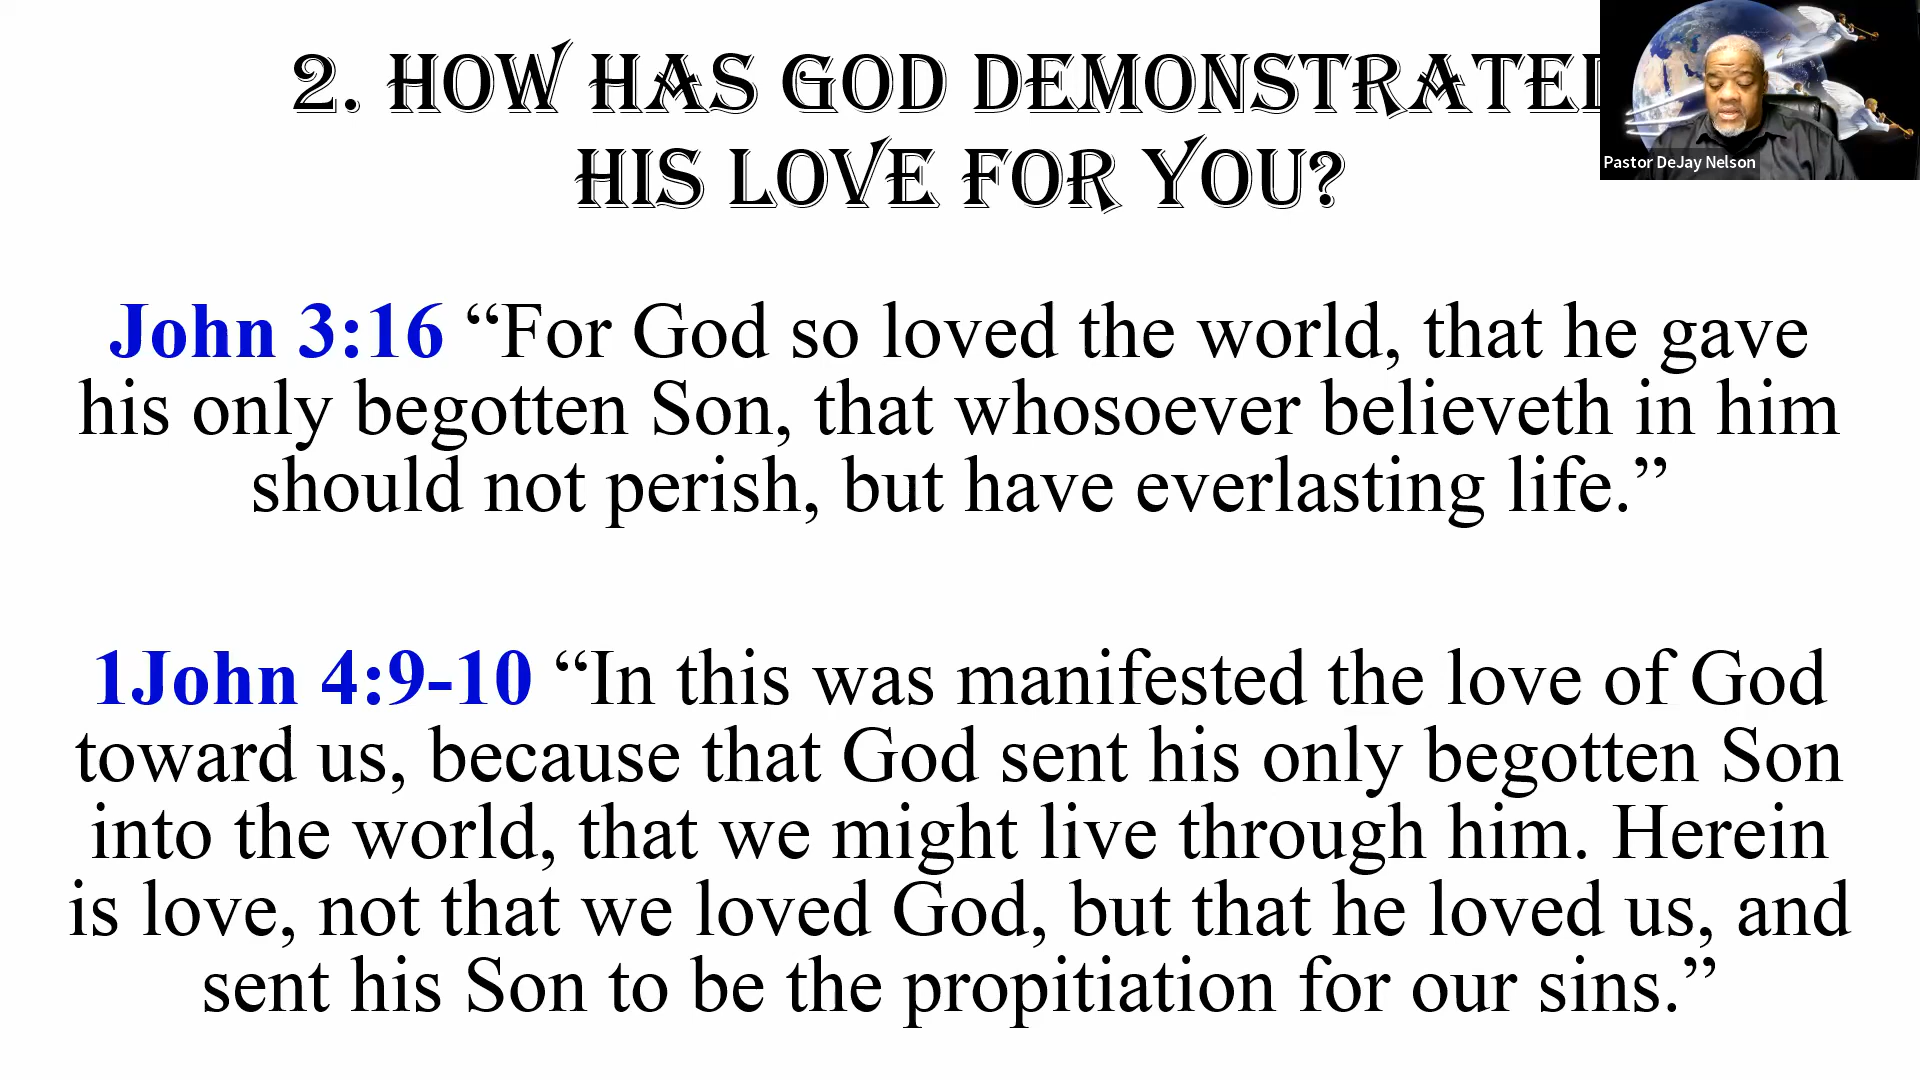 2. HOW HAS GOD DEMONSTRATED
HIS LOVE FOR YOU?
Pastor DeJay Nelson
John 3:16 “For God so loved the world, that he gave
his only begotten Son, that whosoever believeth in him
should not perish, but have everlasting life.”
1John 4:9-10 “In this was manifested the love of God
toward us, because that God sent his only begotten Son
into the world, that we might live through him. Herein
is love, not that we loved God, but that he loved us, and
sent his Son to be the propitiation for our sins.”